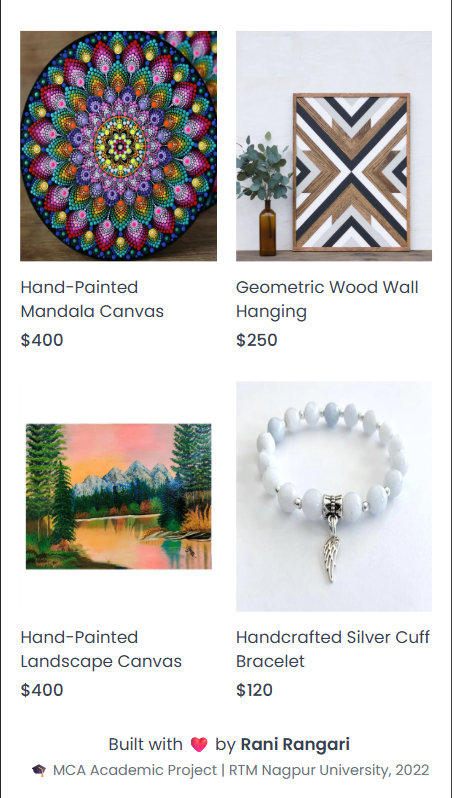 Hand-Painted
Mandala Canvas
$400
Geometric Wood Wall
Hanging
$250
Hand-Painted
Landscape Canvas
$400
Handcrafted Silver Cuff
Bracelet
$120
Built with ❤️ by Rani Rangari
🎓 MCA Academic Project | RTM Nagpur University, 2022